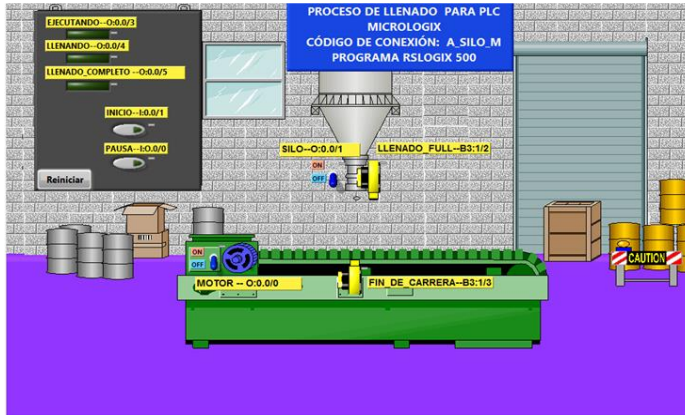 PROCESO DE LLENADO PARA PLC
MICROLOGIX
CÓDIGO DE CONEXIÓN: A_SILO_M
PROGRAMA RSLOGIX 500
EJECUTANDO--O:0.0/3
LLENANDO--O:0.0/4
LLENADO_COMPLETO --O:0.0/5
INICIO--I:0.0/1
PAUSA--I:O.0/0
Reiniciar
SILO--O:0.0/1
LLENADO_FULL--B3:1/2
ON
OFF
ON
OFF
MOTOR -- O:0.0/0
FIN_DE_CARRERA--B3:1/3
CAUTION